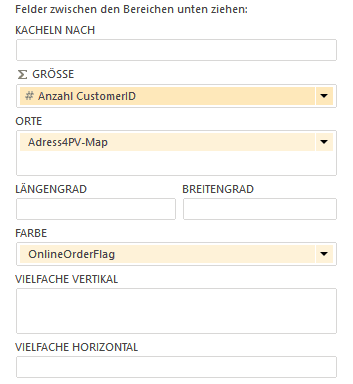 Felder zwischen den Bereichen unten ziehen:
KACHELN NACH
Σ GRÖSSE
# Anzahl CustomerID
ORTE
Adress4PV-Map
LÄNGENGRAD BREITENGRAD
FARBE
OnlineOrderFlag
VIELFACHE VERTIKAL
VIELFACHE HORIZONTAL